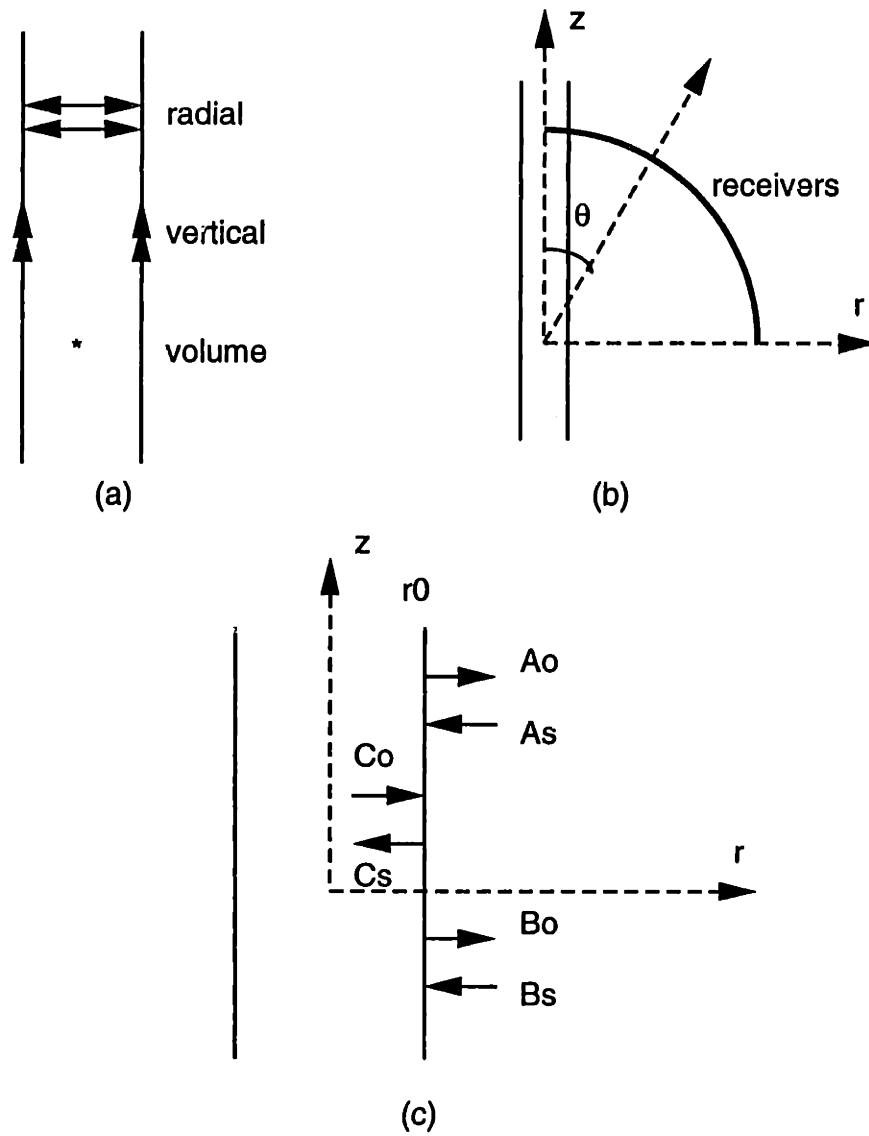 radial
vertical
*
volume
(a)
z
θ
receivers
r
(b)
z
r0
Ao
As
Co
Cs
r
Bo
Bs
(c)